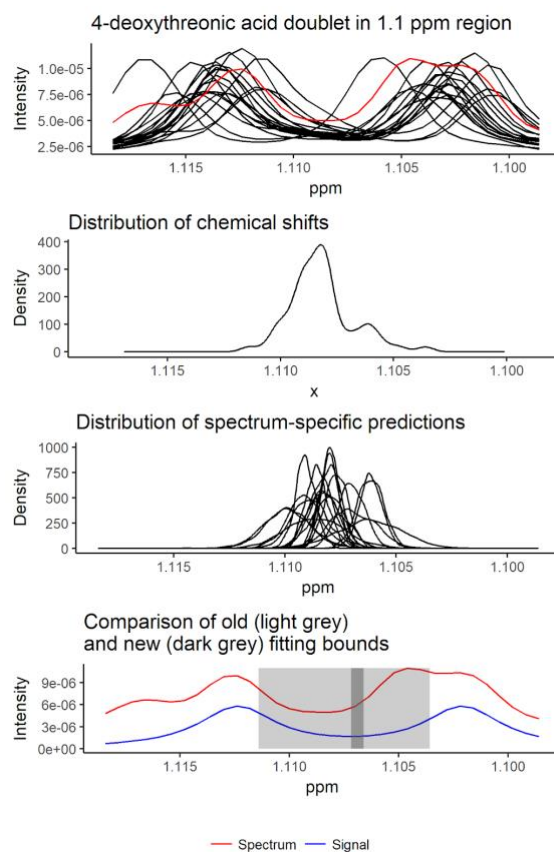 4-deoxythreonic acid doublet in 1.1 ppm region
Intensity
1.0e-05
7.5e-06
5.0e-06
2.5e-06
1.115 1.110 1.105 1.100
ppm
Distribution of chemical shifts
Density
400
300
200
100
0
1.115 1.110 1.105 1.100
x
Distribution of spectrum-specific predictions
Density
1000
750
500
250
0
1.115 1.110 1.105 1.100
ppm
Comparison of old (light grey)
and new (dark grey) fitting bounds
Intensity
9e-06
6e-06
3e-06
0e+00
1.115 1.110 1.105 1.100
ppm
Spectrum Signal